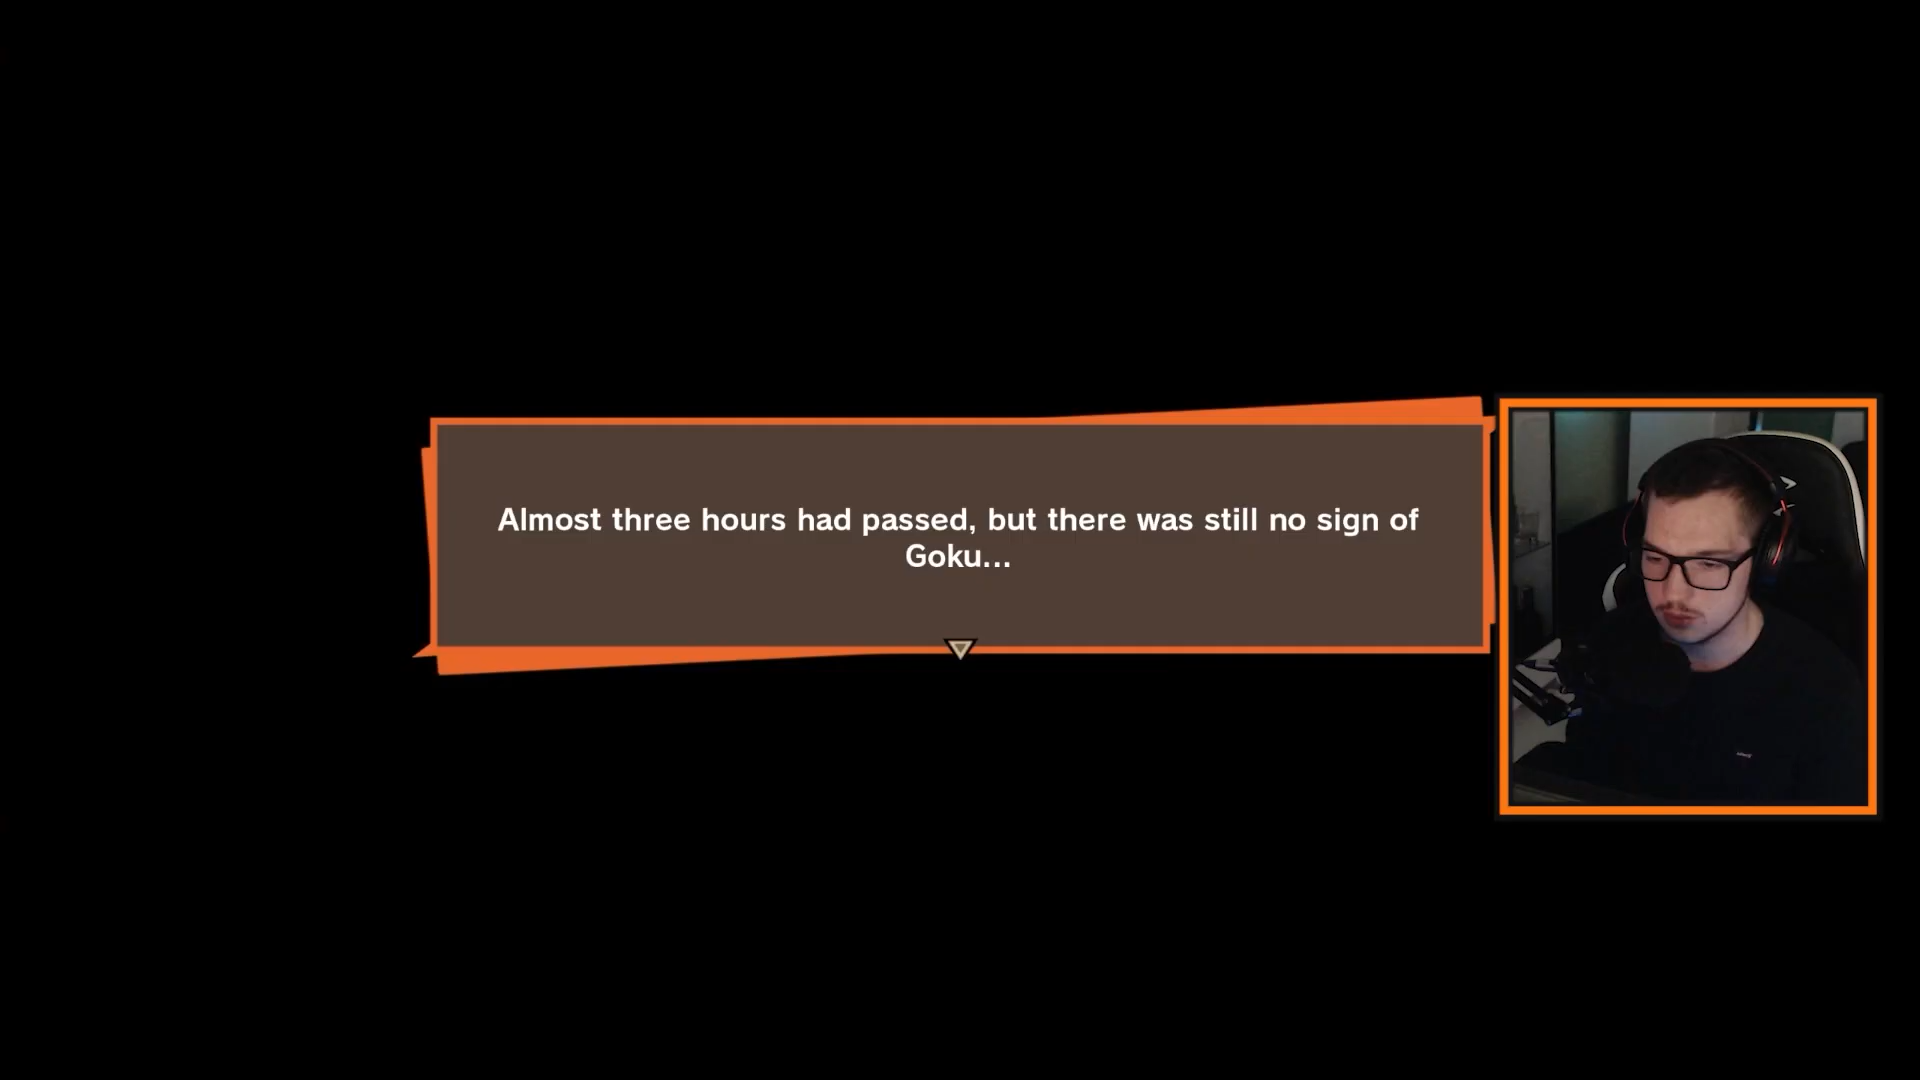 Almost three hours had passed, but there was still no sign of
Goku...